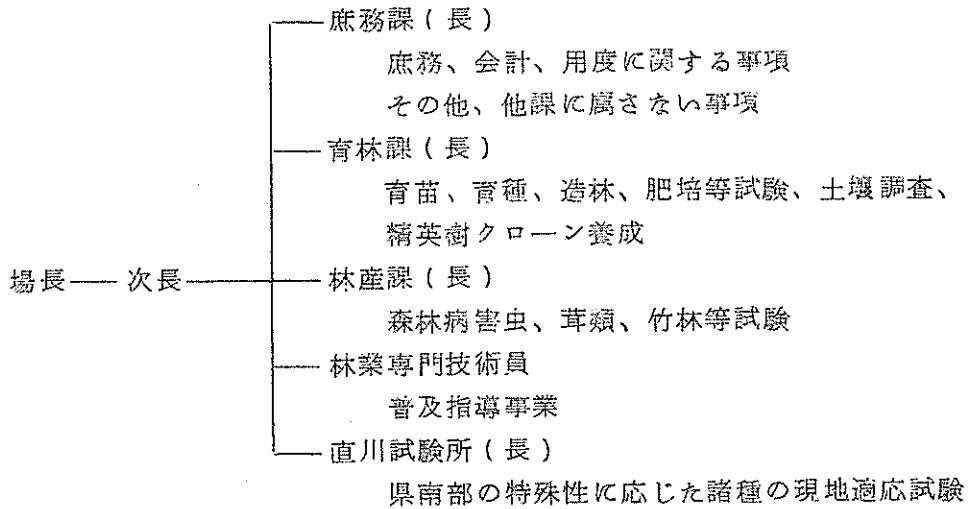 庶務課(長)
庶務、会計、用度に関する事項
その他、他課に属さない事項
育林課(長)
育苗、育種、造林、肥培等試験、土壌調査、
精英樹クローン養成
場長 次長 林産課(長)
森林病害虫、茸類、竹林等試験
林業専門技術員
普及指導事業
直川試験所(長)
県南部の特殊性に応じた諸種の現地適応試験